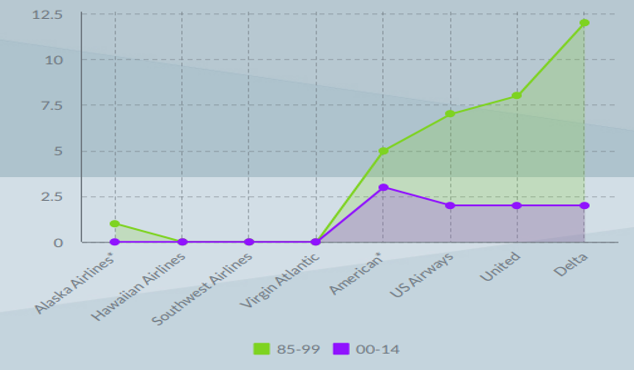 12.5
10
7.5
5
2.5
0
Alaska Airlines*
Hawaiian Airlines
Southwest Airlines
Virgin Atlantic
American*
US Airways
United
Delta
85-99
00-14